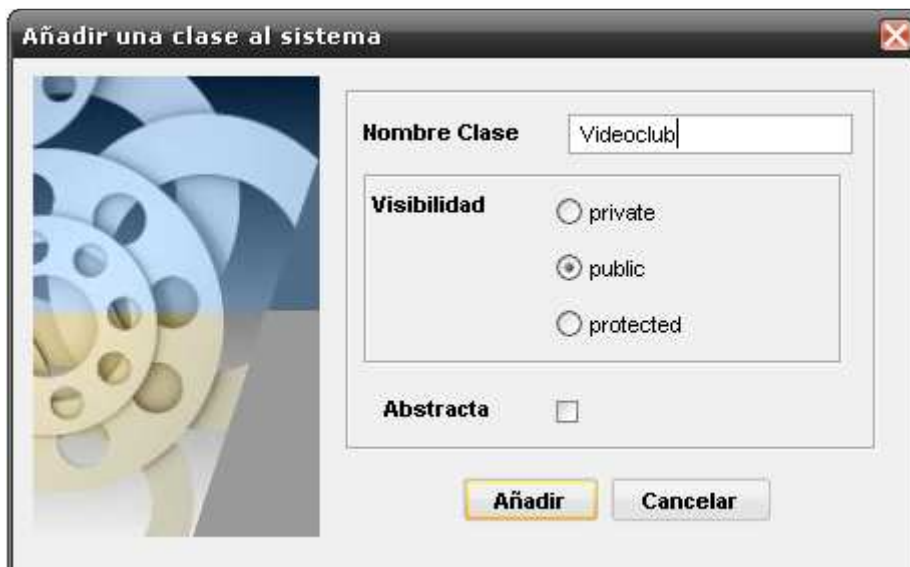 Añadir una clase al sistema
Nombre Clase Videoclub
Visibilidad private
public
protected
Abstracta
Añadir Cancelar